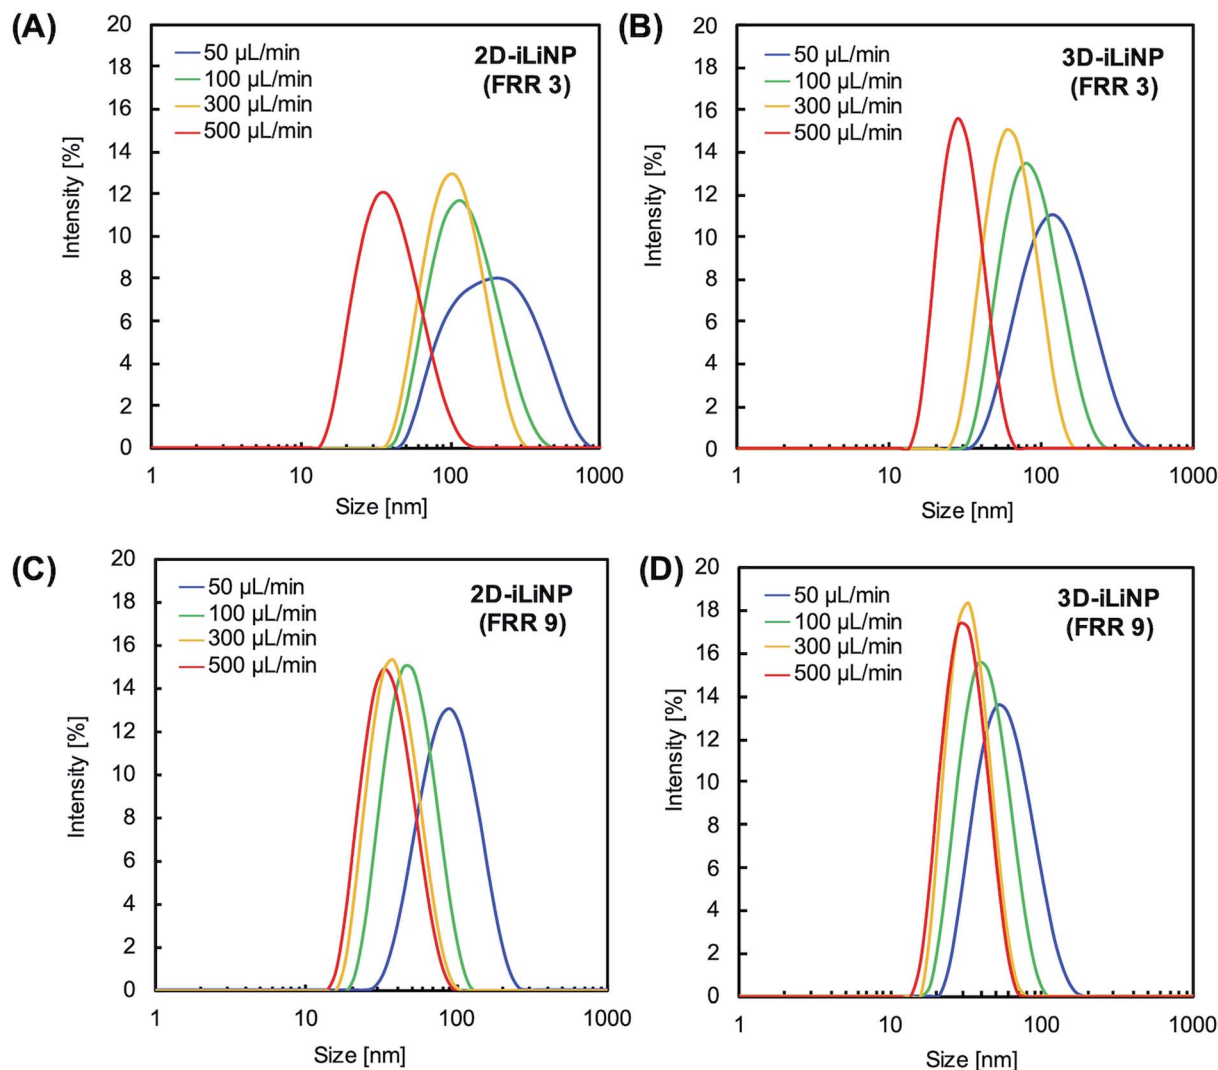 (A)
20
18
16
14
12
10
8
6
4
2
0
Intensity [%]
50 µL/min
100 µL/min
300 µL/min
500 µL/min
2D-iLiNP
(FRR 3)
1 10 100 1000
Size [nm]
(B)
20
18
16
14
12
10
8
6
4
2
0
Intensity [%]
50 µL/min
100 µL/min
300 µL/min
500 µL/min
3D-iLiNP
(FRR 3)
1 10 100 1000
Size [nm]
(C)
20
18
16
14
12
10
8
6
4
2
0
Intensity [%]
50 µL/min
100 µL/min
300 µL/min
500 µL/min
2D-iLiNP
(FRR 9)
1 10 100 1000
Size [nm]
(D)
20
18
16
14
12
10
8
6
4
2
0
Intensity [%]
50 µL/min
100 µL/min
300 µL/min
500 µL/min
3D-iLiNP
(FRR 9)
1 10 100 1000
Size [nm]